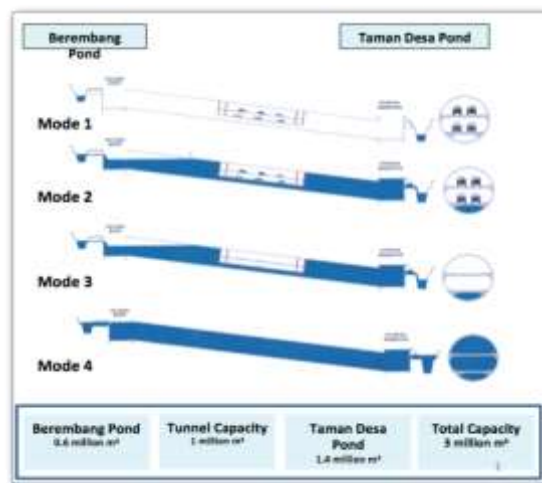 Berembang
Pond
Taman Desa Pond
Mode 1
Mode 2
Mode 3
Mode 4
Berembang Pond
0.6 million m³
Tunnel Capacity
1 million m³
Taman Desa
Pond
1.4 million m³
Total Capacity
3 million m³